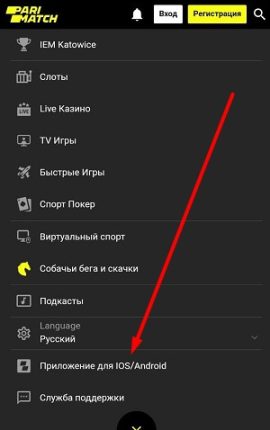 PARI
MATCH
Вход
Регистрация
IEM Katowice
Слоты
LIVE
Live Казино
TV Игры
Быстрые Игры
Спорт Покер
Виртуальный спорт
Собачьи бега и скачки
Подкасты
Language
Русский
Приложение для IOS/Android
Служба поддержки